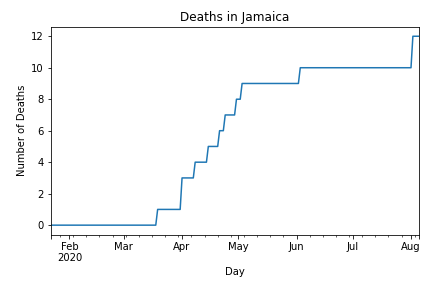 Deaths in Jamaica
12
10
8
6
4
2
0
Number of Deaths
Feb
2020
Mar
Apr
May
Jun
Jul
Aug
Day